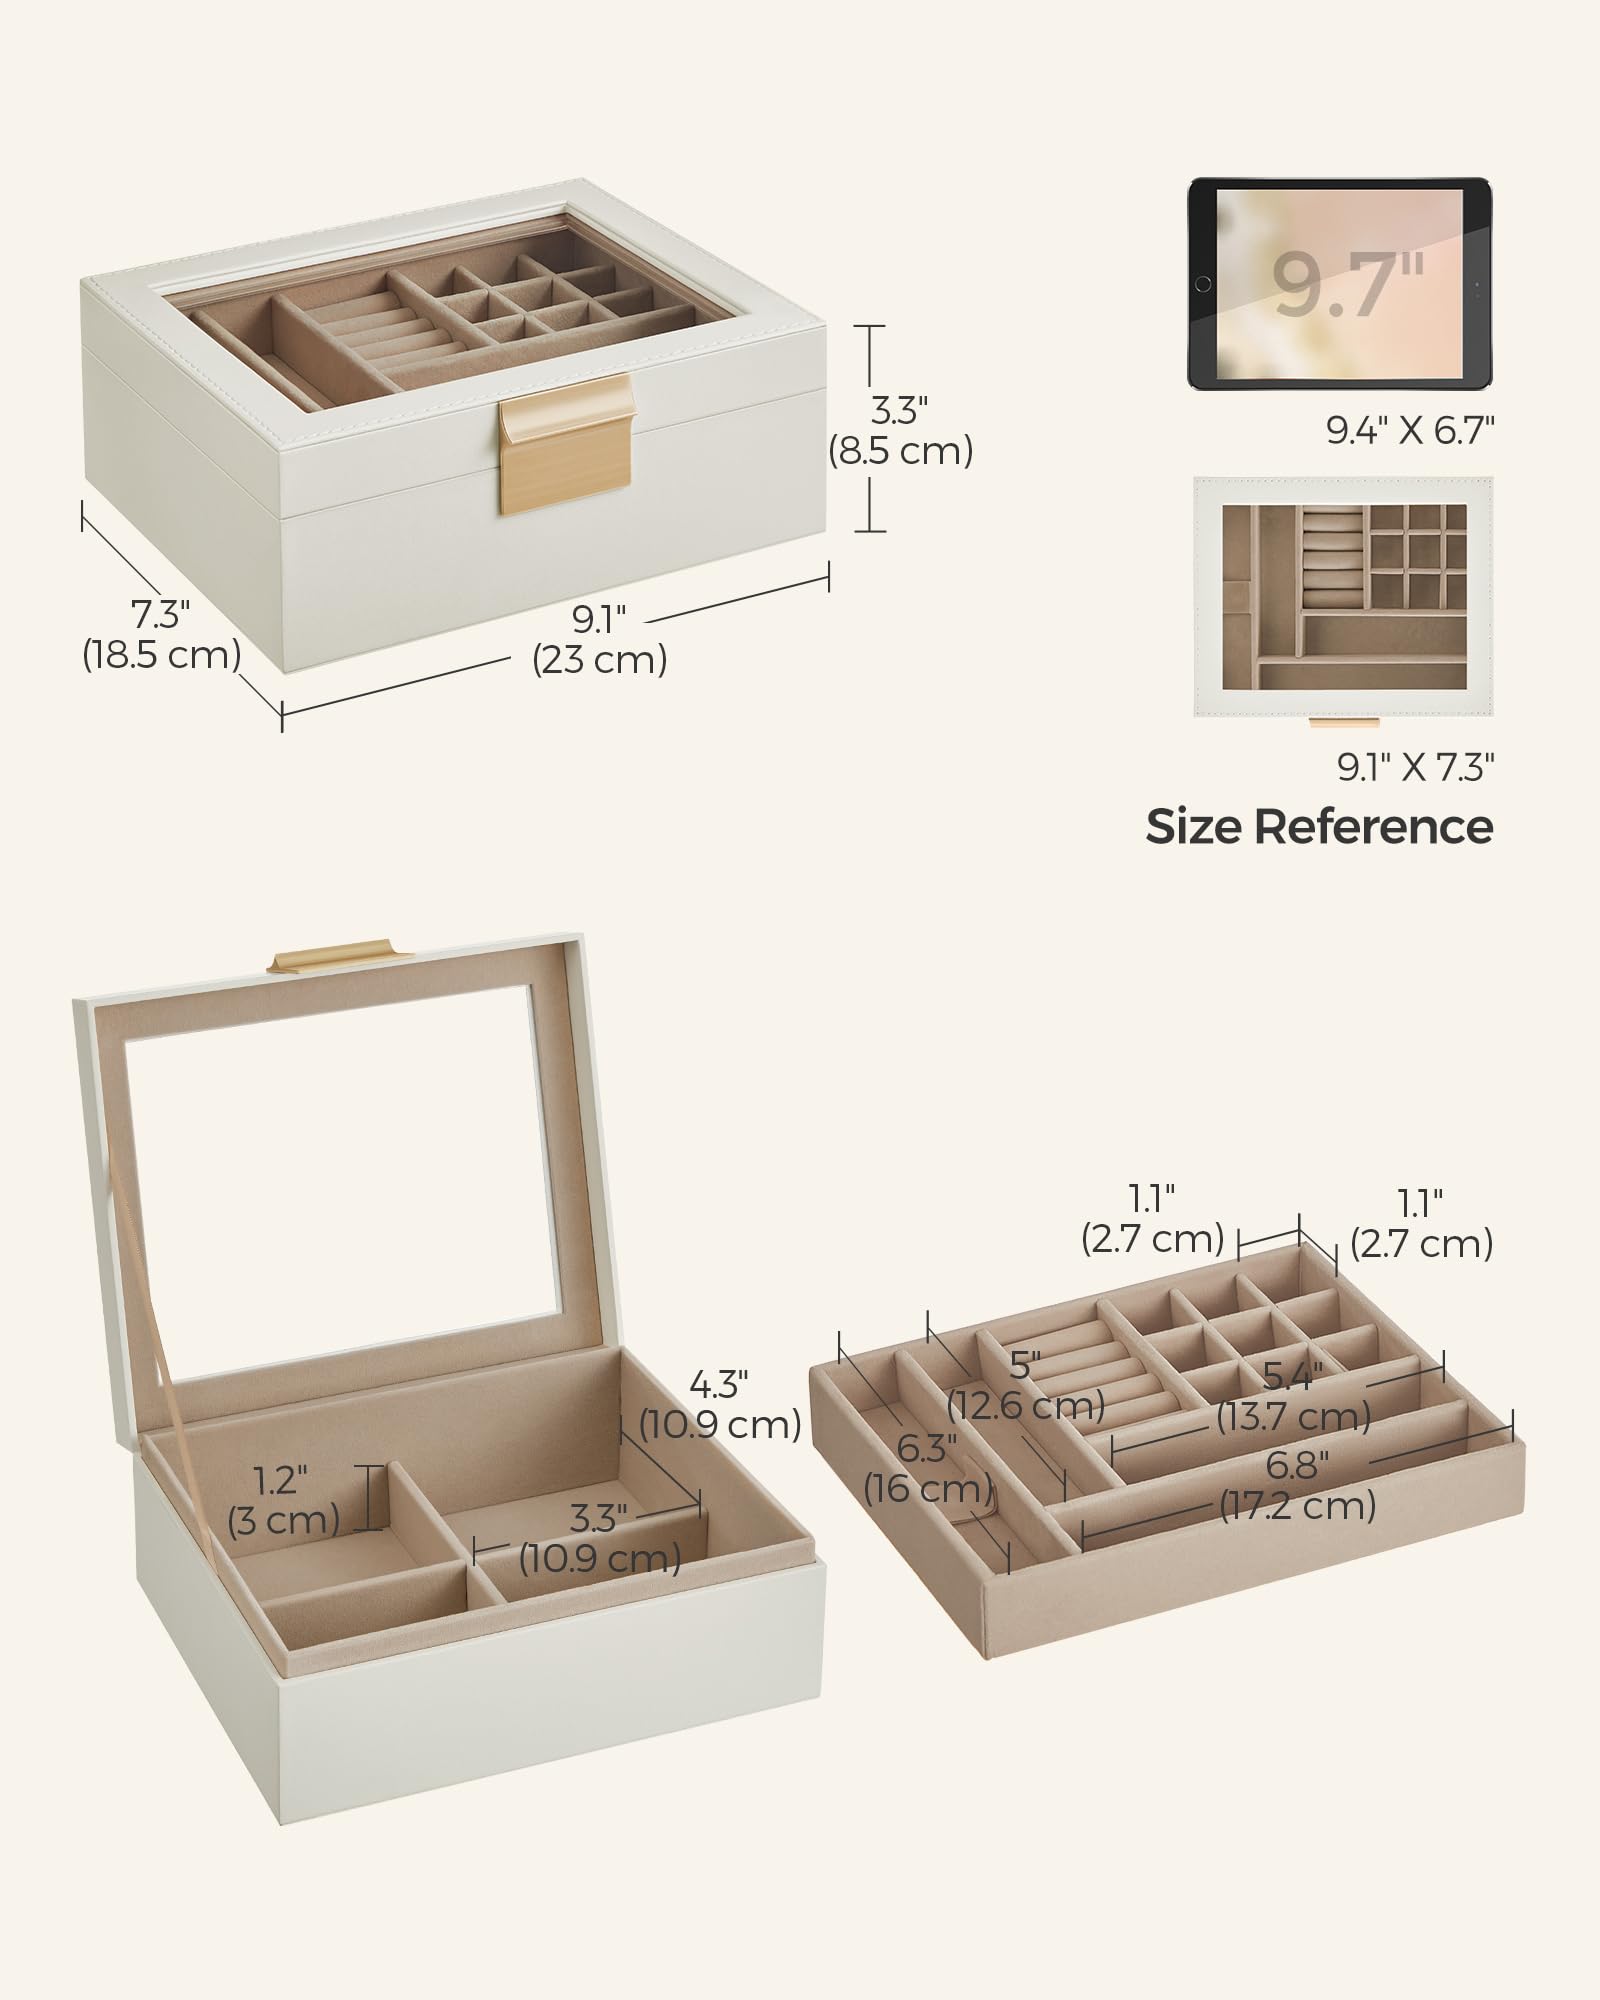 9.7"
9.4" X 6.7"
3.3"
(8.5 cm)
7.3"
(18.5 cm)
9.1"
(23 cm)
9.1" X 7.3"
Size Reference
1.1"
(2.7 cm)
1.1"
(2.7 cm)
4.3"
(10.9 cm)
1.2"
(3 cm)
3.3"
(10.9 cm)
5"
(12.6 cm)
5.4"
(13.7 cm)
6.3"
(16 cm)
6.8"
(17.2 cm)